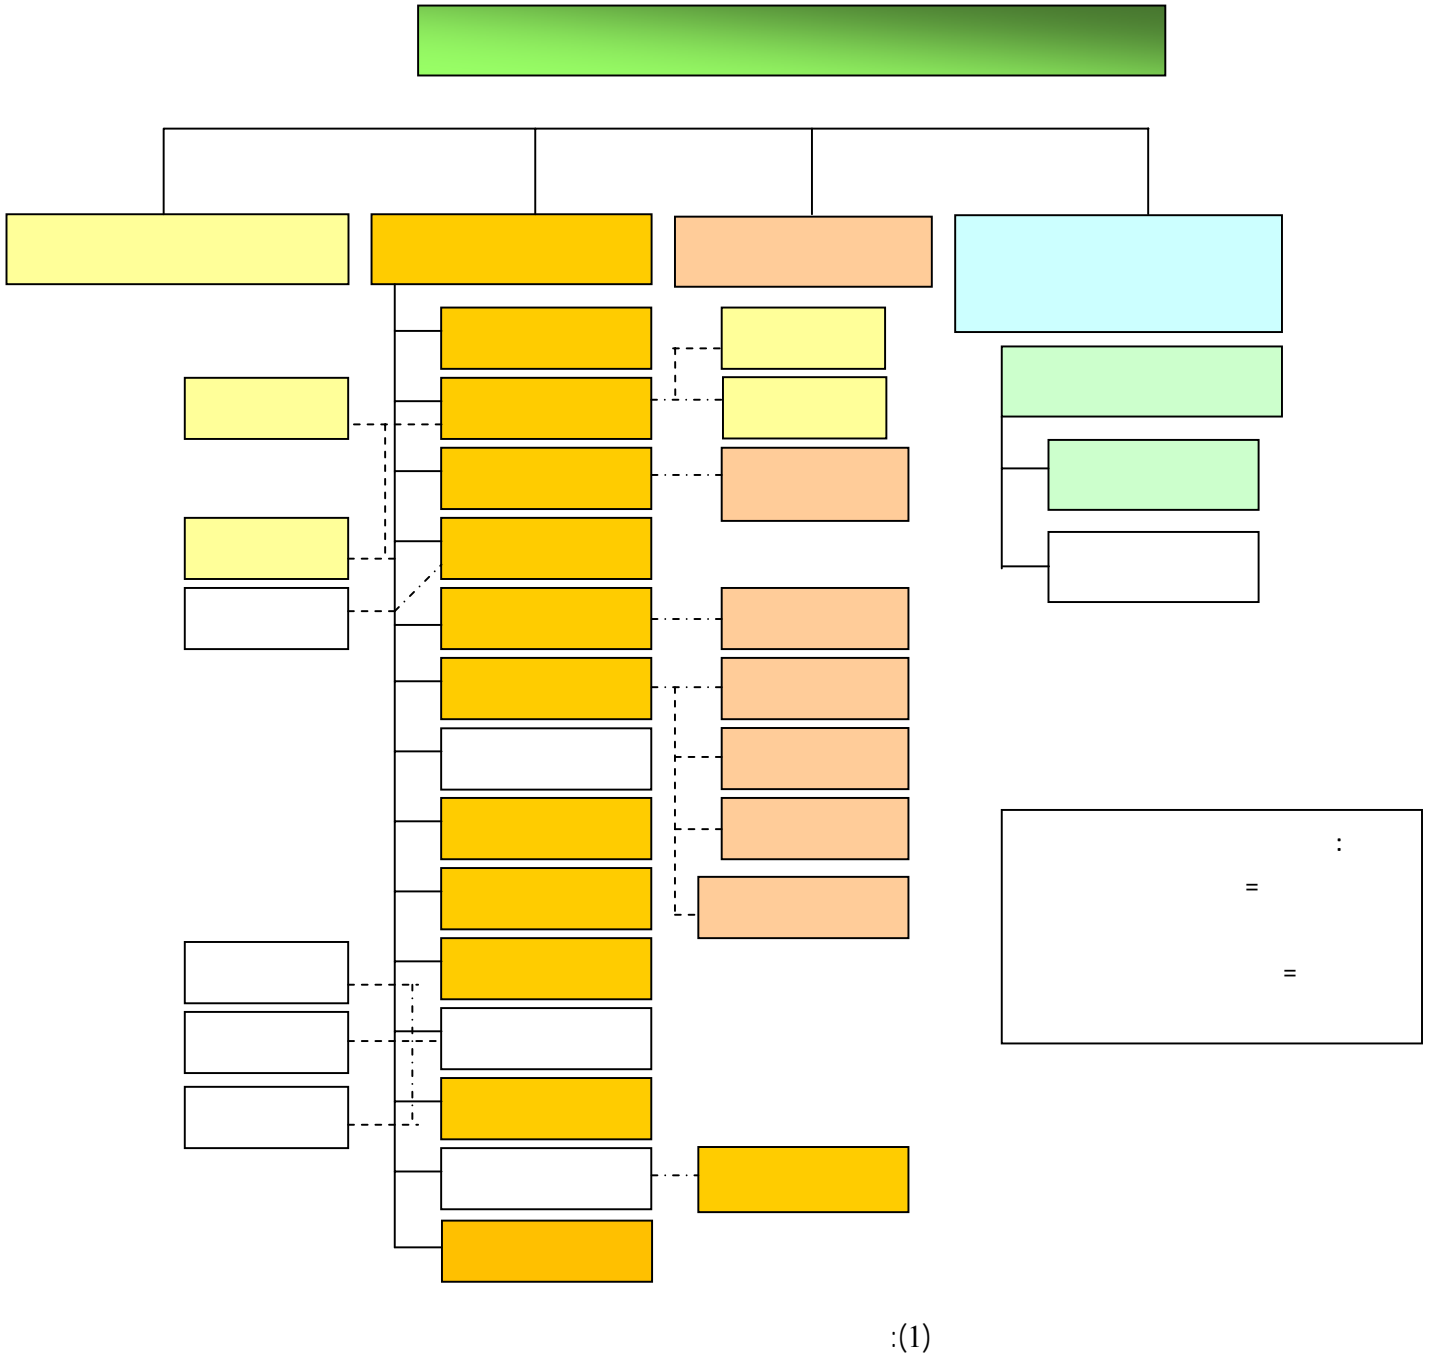 :
=
=
:(1)